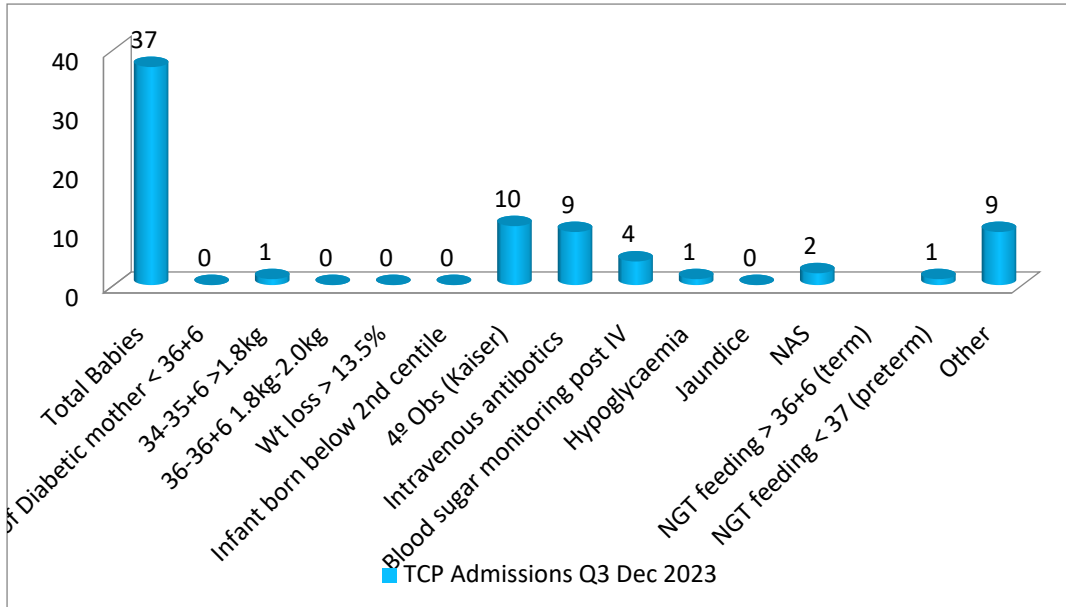 37
40
30
20
10
0
0
1
0
0
0
10
9
4
1
0
2
1
9
Total Babies
of Diabetic mother < 36+6
34-35+6 >1.8kg
36-36+6 1.8kg-2.0kg
Wt loss > 13.5%
Infant born below 2nd centile
4º Obs (Kaiser)
Intravenous antibiotics
Blood sugar monitoring post IV
Hypoglycaemia
Jaundice
NAS
NGT feeding > 36+6 (term)
NGT feeding < 37 (preterm)
Other
TCP Admissions Q3 Dec 2023